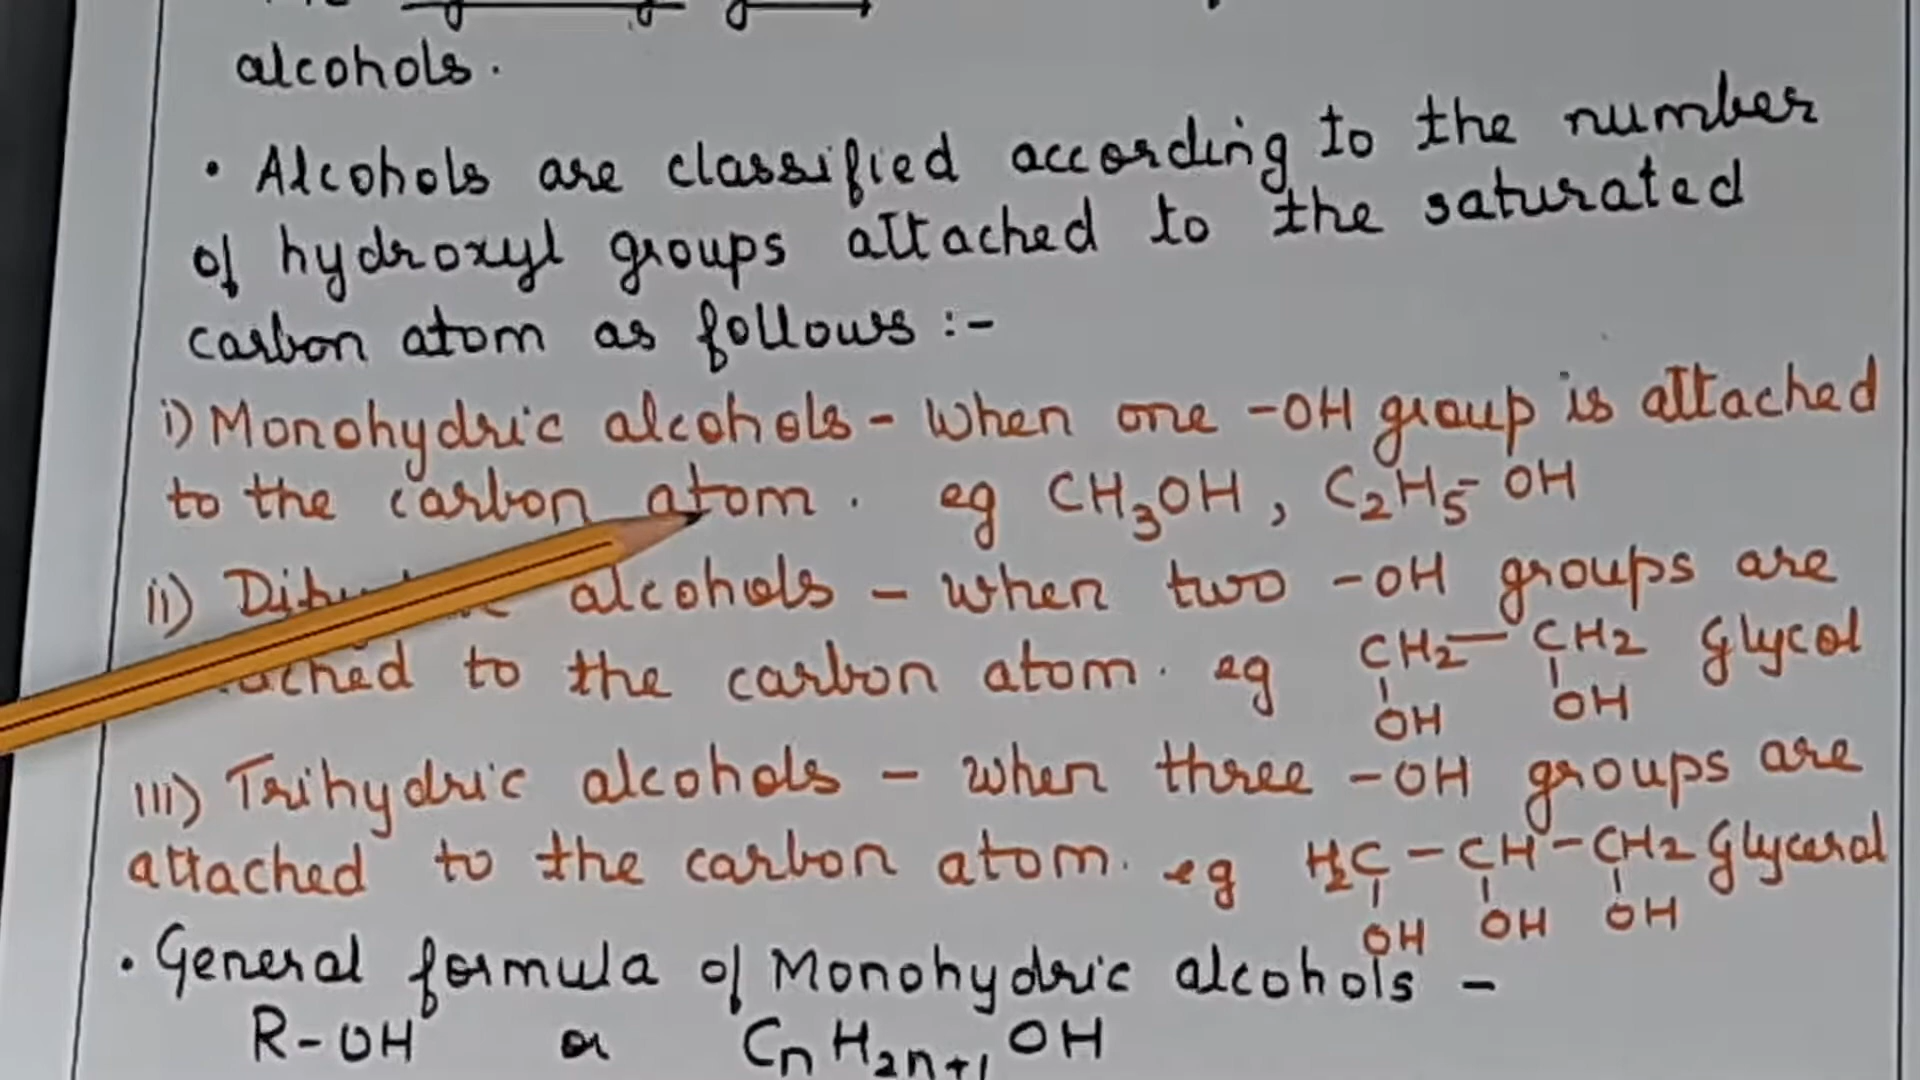 alcohols.
• Alcohols are classified according to the number
of hydroxyl groups attached to the saturated
carbon atom as follows :-
i) Monohydric alcohols - when one -OH group is attached
to the carbon atom. eg CH3OH, C2H5-OH
ii) alcohols - when two -OH groups are
to the carbon atom. eg CH2-CH2 Glycol
OH OH
iii) Trihydric alcohols - when three -OH groups are
attached to the carbon atom. eg H2C-CH-CH2 Glycerol
OH OH OH
• General formula of Monohydric alcohols -
R-OH or CnH2n+1OH